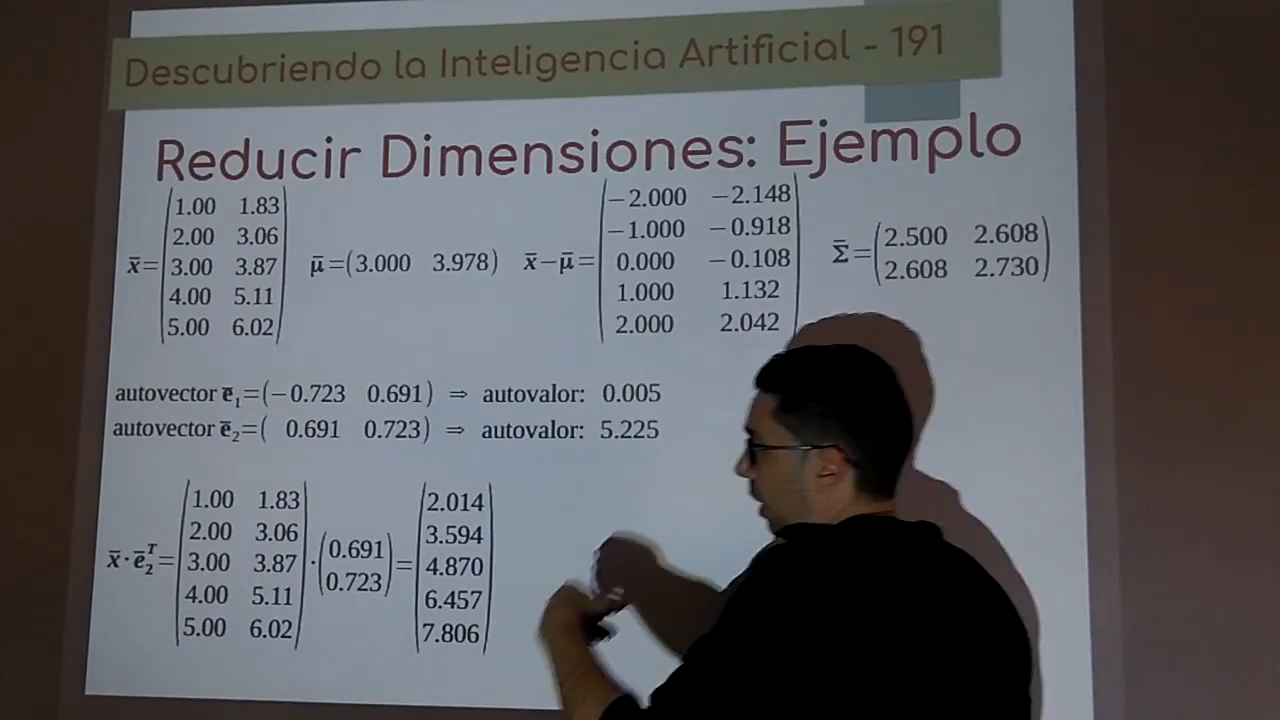 Descubriendo la Inteligencia Artificial - 191
Reducir Dimensiones: Ejemplo
x̄=(1.00 1.83
2.00 3.06
3.00 3.87
4.00 5.11
5.00 6.02)
μ̄=(3.000 3.978)
x̄−μ̄=(−2.000 −2.148
−1.000 −0.918
0.000 −0.108
1.000 1.132
2.000 2.042)
Σ̄=(2.500 2.608
2.608 2.730)
autovector ē₁=(−0.723 0.691) ⇒ autovalor: 0.005
autovector ē₂=( 0.691 0.723) ⇒ autovalor: 5.225
x̄·ē₂ᵀ=(1.00 1.83
2.00 3.06
3.00 3.87
4.00 5.11
5.00 6.02)
·(0.691
0.723)
=(2.014
3.594
4.870
6.457
7.806)